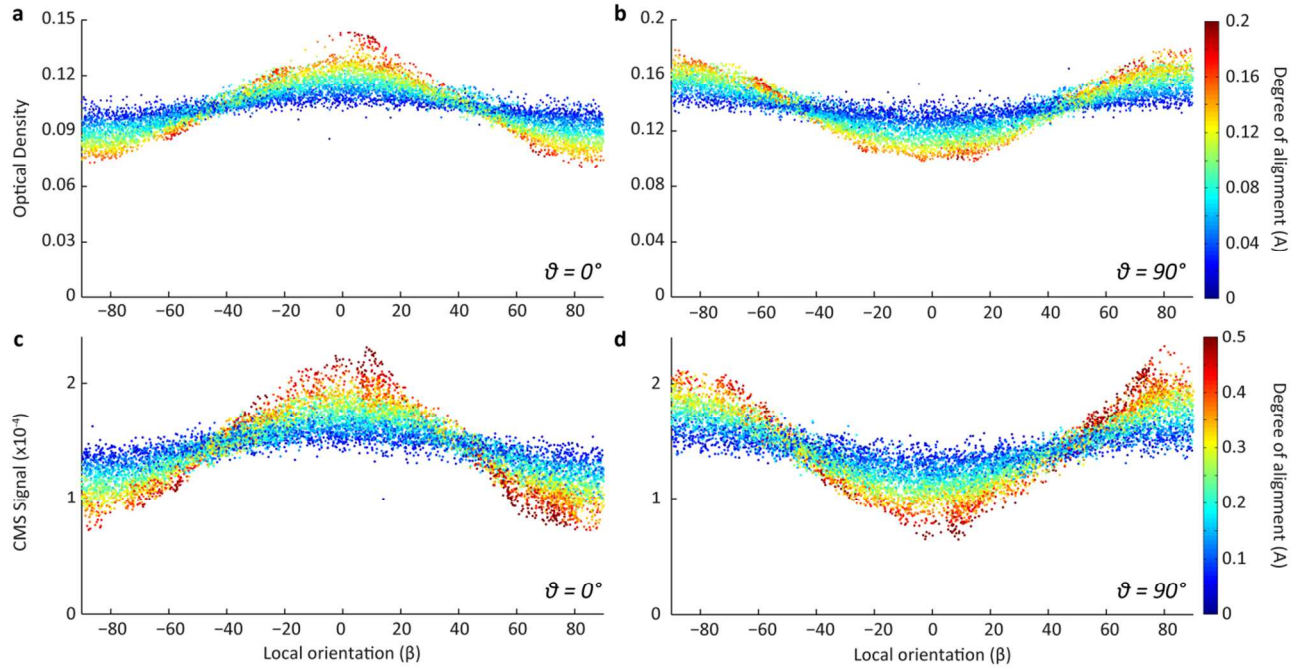 a
b
0.15
0.12
0.09
0.06
0.03
0
Optical Density
−80 −60 −40 −20 0 20 40 60 80
ϑ = 0°
0.2
0.16
0.12
0.08
0.04
0
−80 −60 −40 −20 0 20 40 60 80
ϑ = 90°
0.2
0.16
0.12
0.08
0.04
0
Degree of alignment (A)
c
d
2
1
0
CMS Signal (x10⁻⁴)
−80 −60 −40 −20 0 20 40 60 80
Local orientation (β)
ϑ = 0°
2
1
0
−80 −60 −40 −20 0 20 40 60 80
Local orientation (β)
ϑ = 90°
0.5
0.4
0.3
0.2
0.1
0
Degree of alignment (A)